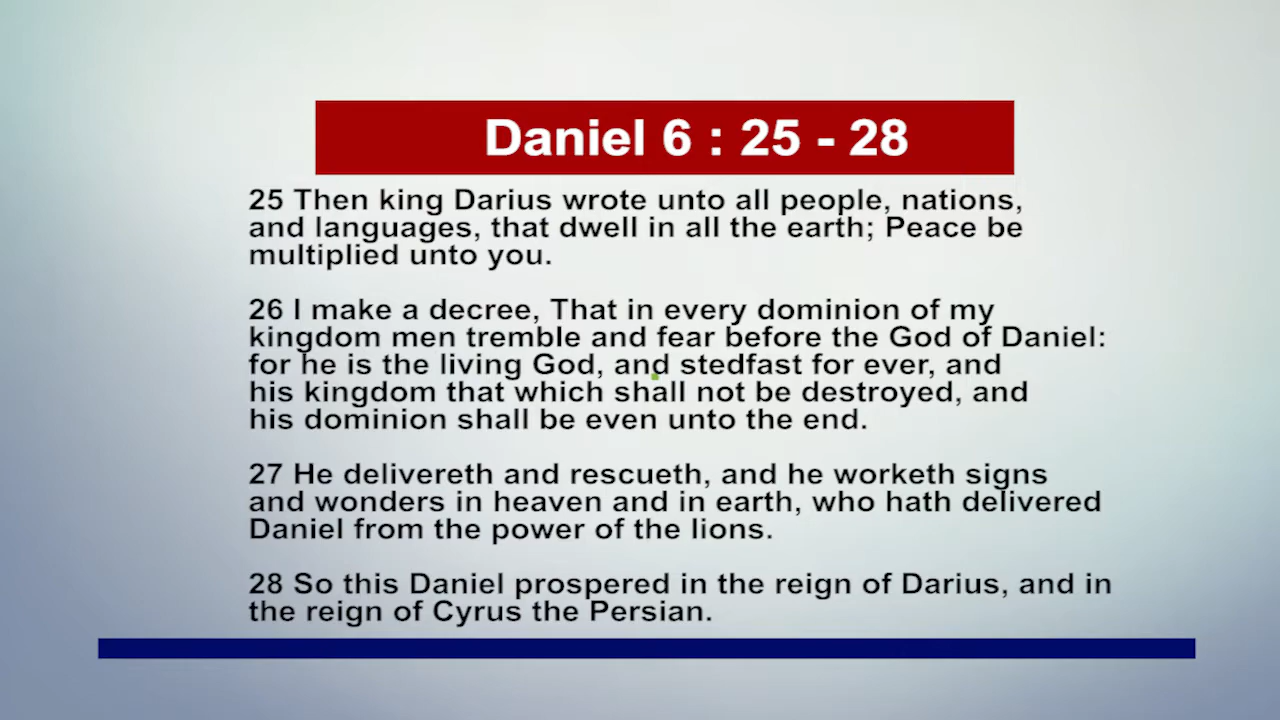 Daniel 6 : 25 - 28
25 Then king Darius wrote unto all people, nations,
and languages, that dwell in all the earth; Peace be
multiplied unto you.
26 I make a decree, That in every dominion of my
kingdom men tremble and fear before the God of Daniel:
for he is the living God, and stedfast for ever, and
his kingdom that which shall not be destroyed, and
his dominion shall be even unto the end.
27 He delivereth and rescueth, and he worketh signs
and wonders in heaven and in earth, who hath delivered
Daniel from the power of the lions.
28 So this Daniel prospered in the reign of Darius, and in
the reign of Cyrus the Persian.